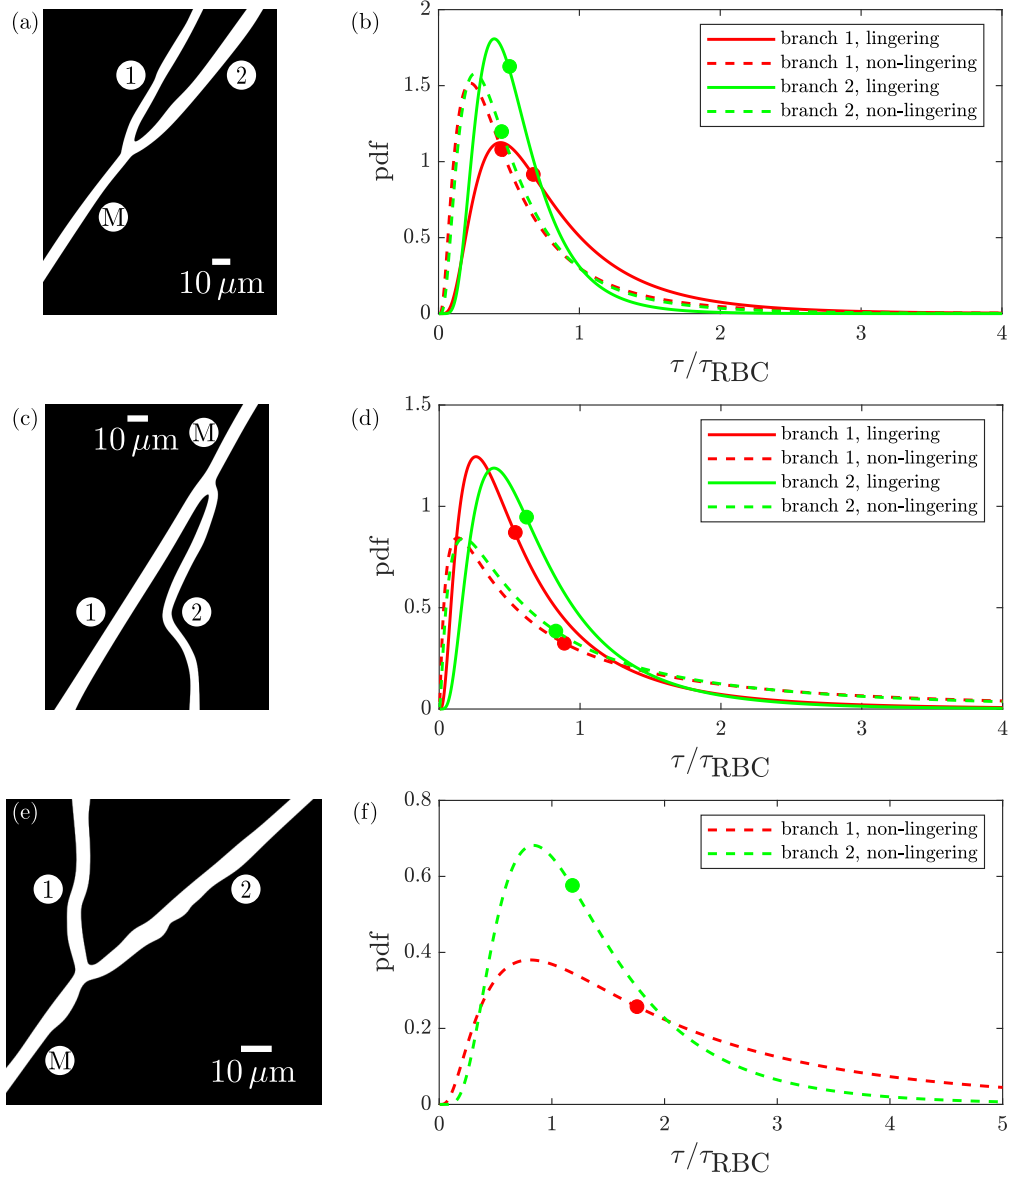 (a)
1
2
M
10 μm
(b)
pdf
2
1.5
1
0.5
0
0 1 2 3 4
τ/τRBC
branch 1, lingering
branch 1, non-lingering
branch 2, lingering
branch 2, non-lingering
(c)
10 μm
M
1
2
(d)
pdf
1.5
1
0.5
0
0 1 2 3 4
τ/τRBC
branch 1, lingering
branch 1, non-lingering
branch 2, lingering
branch 2, non-lingering
(e)
1
2
M
10 μm
(f)
pdf
0.8
0.6
0.4
0.2
0
0 1 2 3 4 5
τ/τRBC
branch 1, non-lingering
branch 2, non-lingering